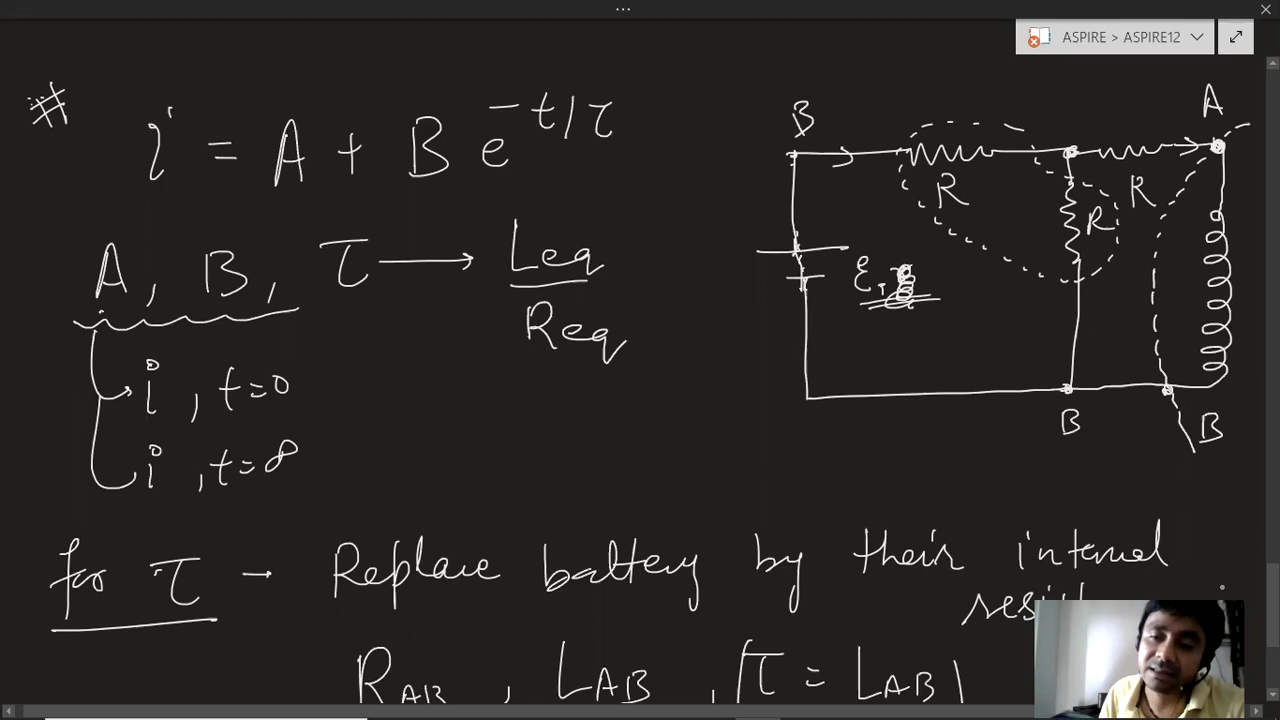 ASPIRE > ASPIRE12
# i = A + B e^{-t/τ}
A, B, τ → Leq / Req
i, t=0
i, t=∞
B
A
R
R
R
B
B
for τ - Replace battery by their internal
R_AB, L_AB, τ = L_AB